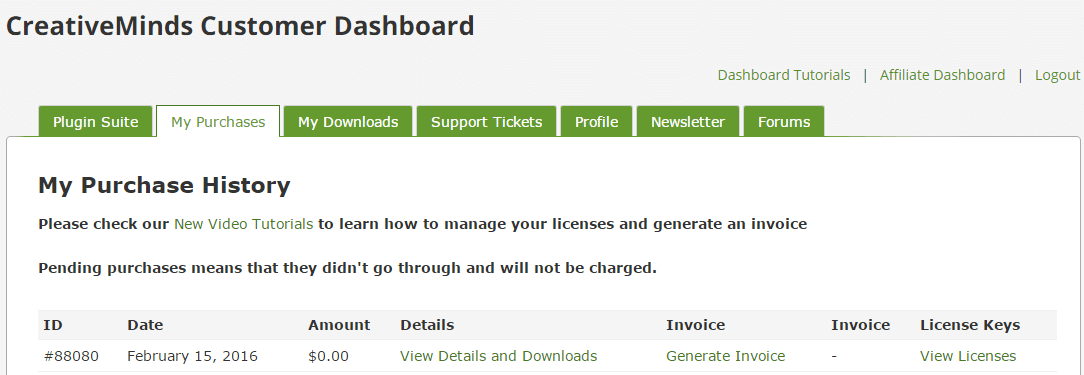 CreativeMinds Customer Dashboard
Dashboard Tutorials | Affiliate Dashboard | Logout
Plugin Suite My Purchases My Downloads Support Tickets Profile Newsletter Forums
My Purchase History
Please check our New Video Tutorials to learn how to manage your licenses and generate an invoice
Pending purchases means that they didn't go through and will not be charged.
ID Date Amount Details Invoice Invoice License Keys
#88080 February 15, 2016 $0.00 View Details and Downloads Generate Invoice - View Licenses